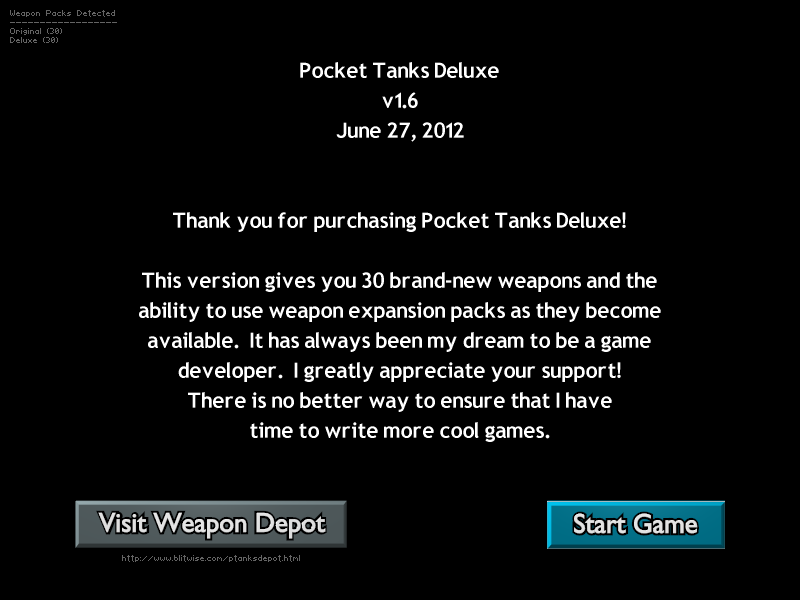 Weapon Packs Detected
------------------
Original (30)
Deluxe (30)
Pocket Tanks Deluxe
v1.6
June 27, 2012
Thank you for purchasing Pocket Tanks Deluxe!
This version gives you 30 brand-new weapons and the
ability to use weapon expansion packs as they become
available. It has always been my dream to be a game
developer. I greatly appreciate your support!
There is no better way to ensure that I have
time to write more cool games.
Visit Weapon Depot
Start Game
http://www.blitwise.com/ptanksdepot.html